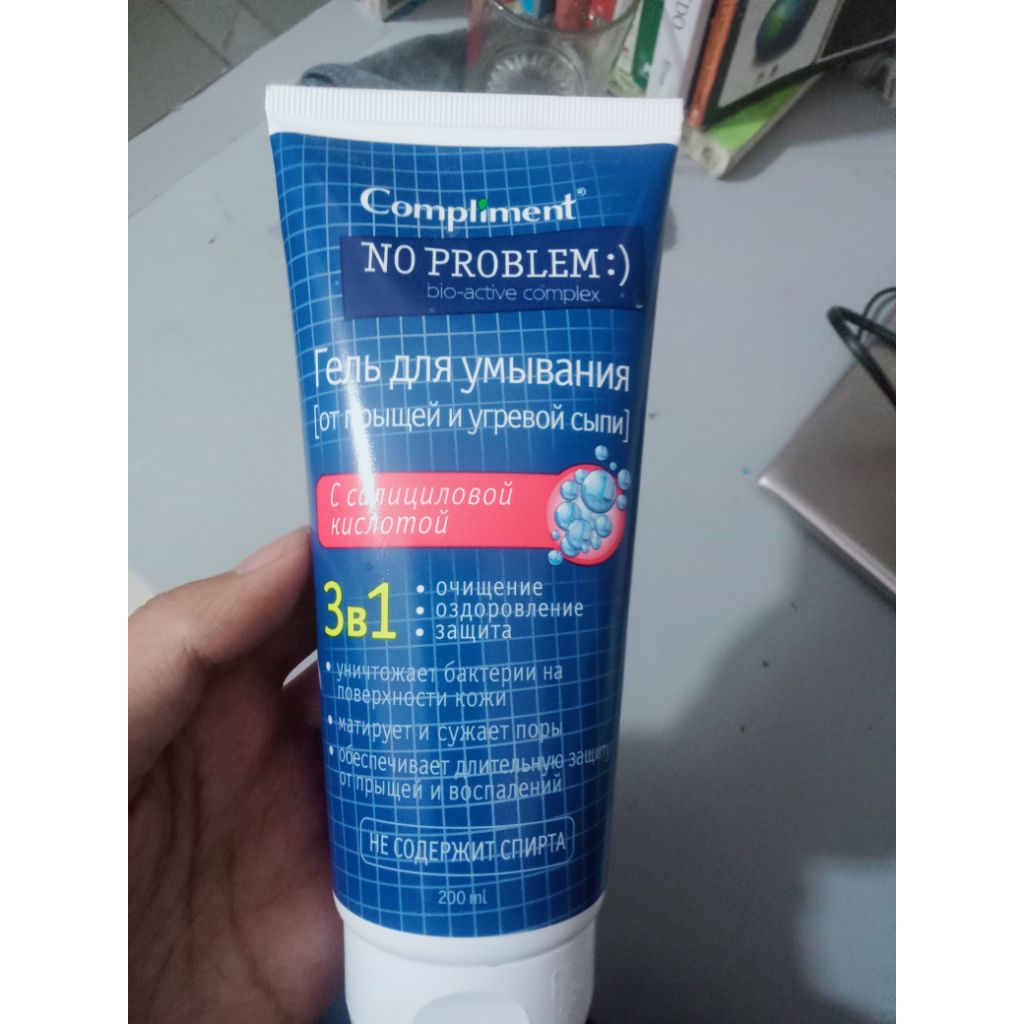 Compliment®
NO PROBLEM:)
bio-active complex
Гель для умывания
[от прыщей и угревой сыпи]
С салициловой
кислотой
3в1
• очищение
• оздоровление
• защита
• уничтожает бактерии на
поверхности кожи
• матирует и сужает поры
• обеспечивает длительную защиту
от прыщей и воспалений
НЕ СОДЕРЖИТ СПИРТА
200 ml